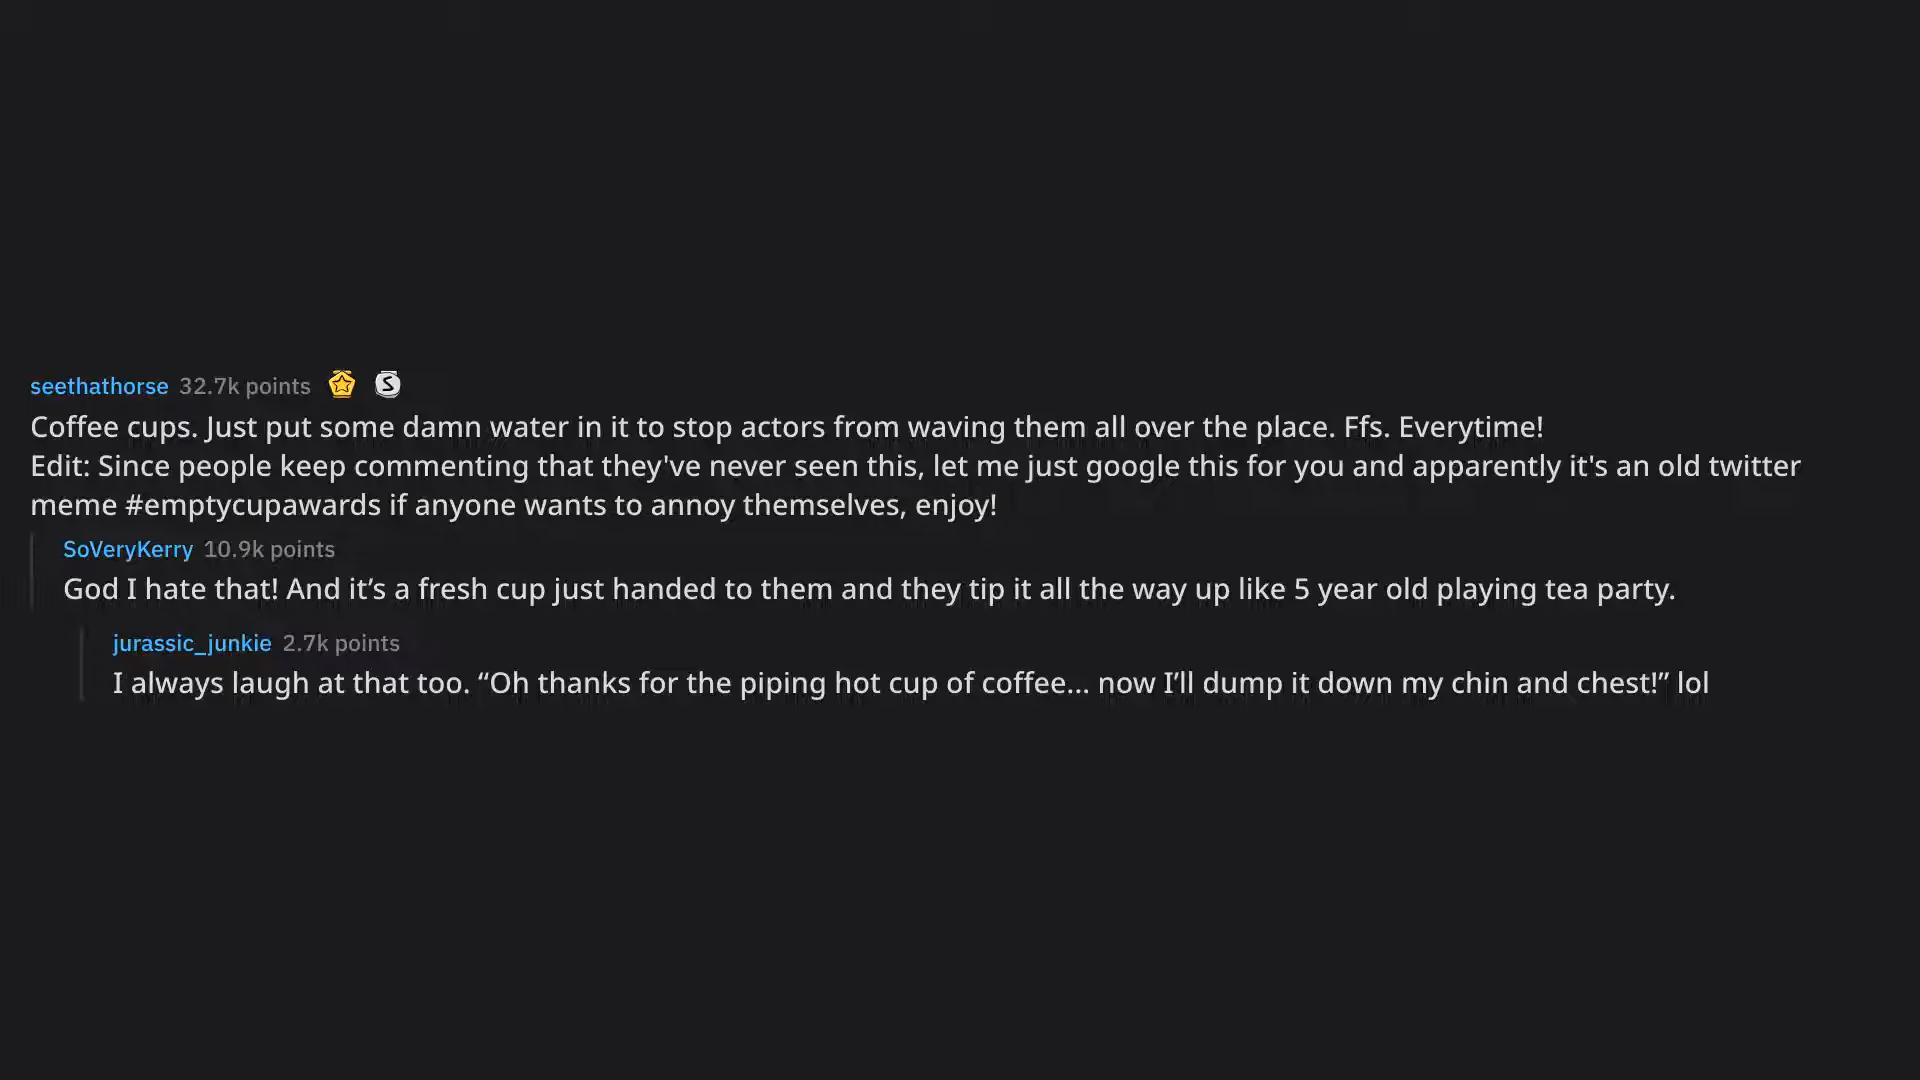 seethathorse 32.7k points
Coffee cups. Just put some damn water in it to stop actors from waving them all over the place. Ffs. Everytime!
Edit: Since people keep commenting that they've never seen this, let me just google this for you and apparently it's an old twitter
meme #emptycupawards if anyone wants to annoy themselves, enjoy!
SoVeryKerry 10.9k points
God I hate that! And it’s a fresh cup just handed to them and they tip it all the way up like 5 year old playing tea party.
jurassic_junkie 2.7k points
I always laugh at that too. “Oh thanks for the piping hot cup of coffee... now I’ll dump it down my chin and chest!” lol